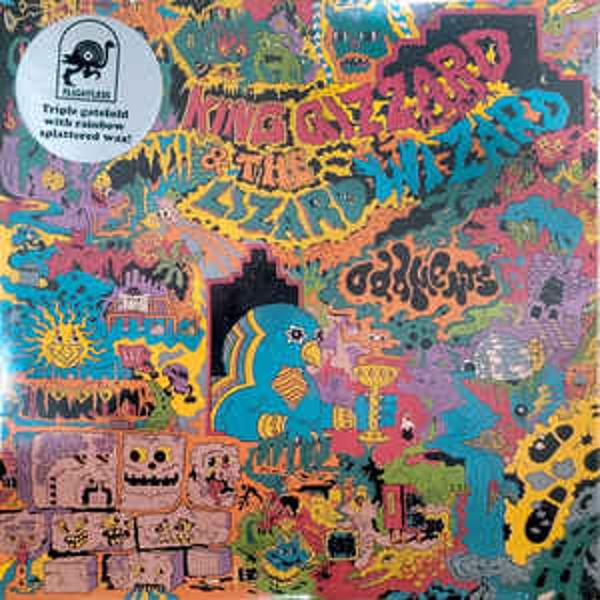 FLIGHTLESS
Triple gatefold
with rainbow
splattered wax!
KING GIZZARD
& THE
LIZARD WIZARD
Oddments